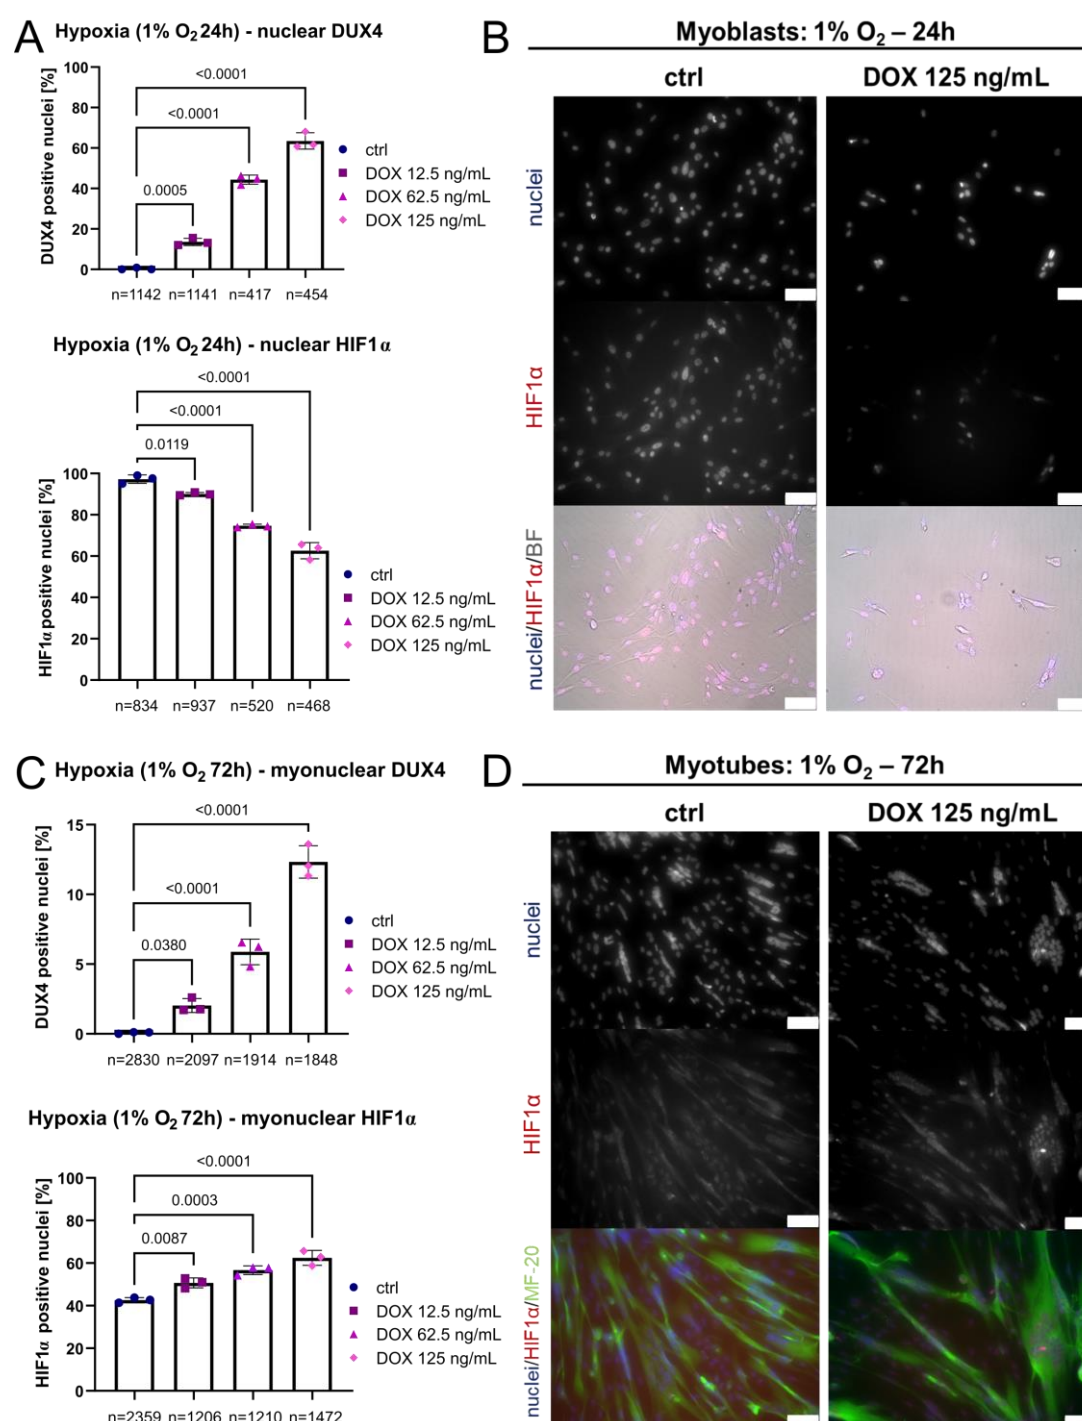 A
Hypoxia (1% O2 24h) - nuclear DUX4
DUX4 positive nuclei [%]
100
80
60
40
20
0
<0.0001
<0.0001
0.0005
n=1142 n=1141 n=417 n=454
ctrl
DOX 12.5 ng/mL
DOX 62.5 ng/mL
DOX 125 ng/mL
Hypoxia (1% O2 24h) - nuclear HIF1α
HIF1α positive nuclei [%]
100
80
60
40
20
0
<0.0001
<0.0001
0.0119
n=834 n=937 n=520 n=468
ctrl
DOX 12.5 ng/mL
DOX 62.5 ng/mL
DOX 125 ng/mL
B
Myoblasts: 1% O2 – 24h
ctrl DOX 125 ng/mL
nuclei
HIF1α
nuclei/HIF1α/BF
C
Hypoxia (1% O2 72h) - myonuclear DUX4
DUX4 positive nuclei [%]
15
10
5
0
<0.0001
<0.0001
0.0380
n=2830 n=2097 n=1914 n=1848
ctrl
DOX 12.5 ng/mL
DOX 62.5 ng/mL
DOX 125 ng/mL
Hypoxia (1% O2 72h) - myonuclear HIF1α
HIF1α positive nuclei [%]
100
80
60
40
20
0
<0.0001
0.0003
0.0087
n=2359 n=1206 n=1210 n=1472
ctrl
DOX 12.5 ng/mL
DOX 62.5 ng/mL
DOX 125 ng/mL
D
Myotubes: 1% O2 – 72h
ctrl DOX 125 ng/mL
nuclei
HIF1α
nuclei/HIF1α/MF-20